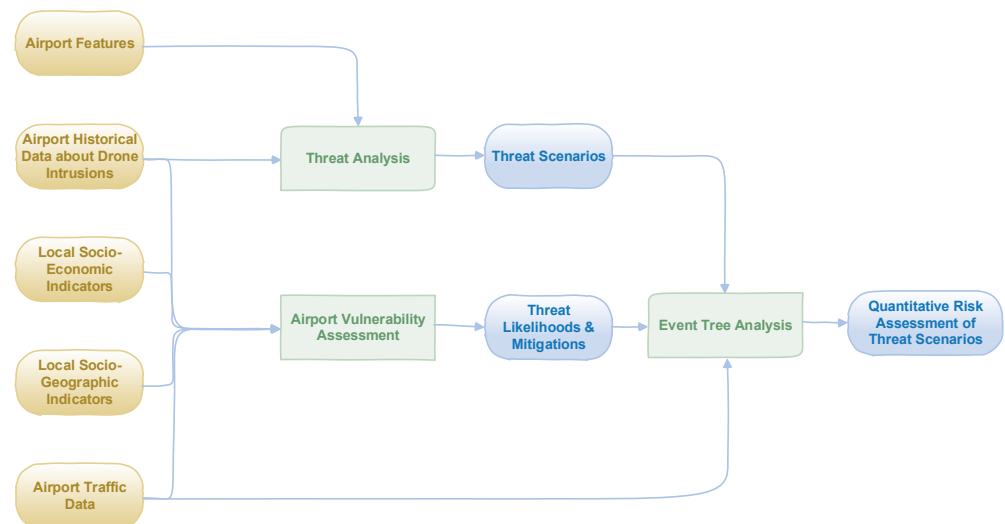 Airport Features
Airport Historical
Data about Drone
Intrusions
Threat Analysis
Threat Scenarios
Local Socio-
Economic
Indicators
Airport Vulnerability
Assessment
Threat
Likelihoods &
Mitigations
Event Tree Analysis
Quantitative Risk
Assessment of
Threat Scenarios
Local Socio-
Geographic
Indicators
Airport Traffic
Data